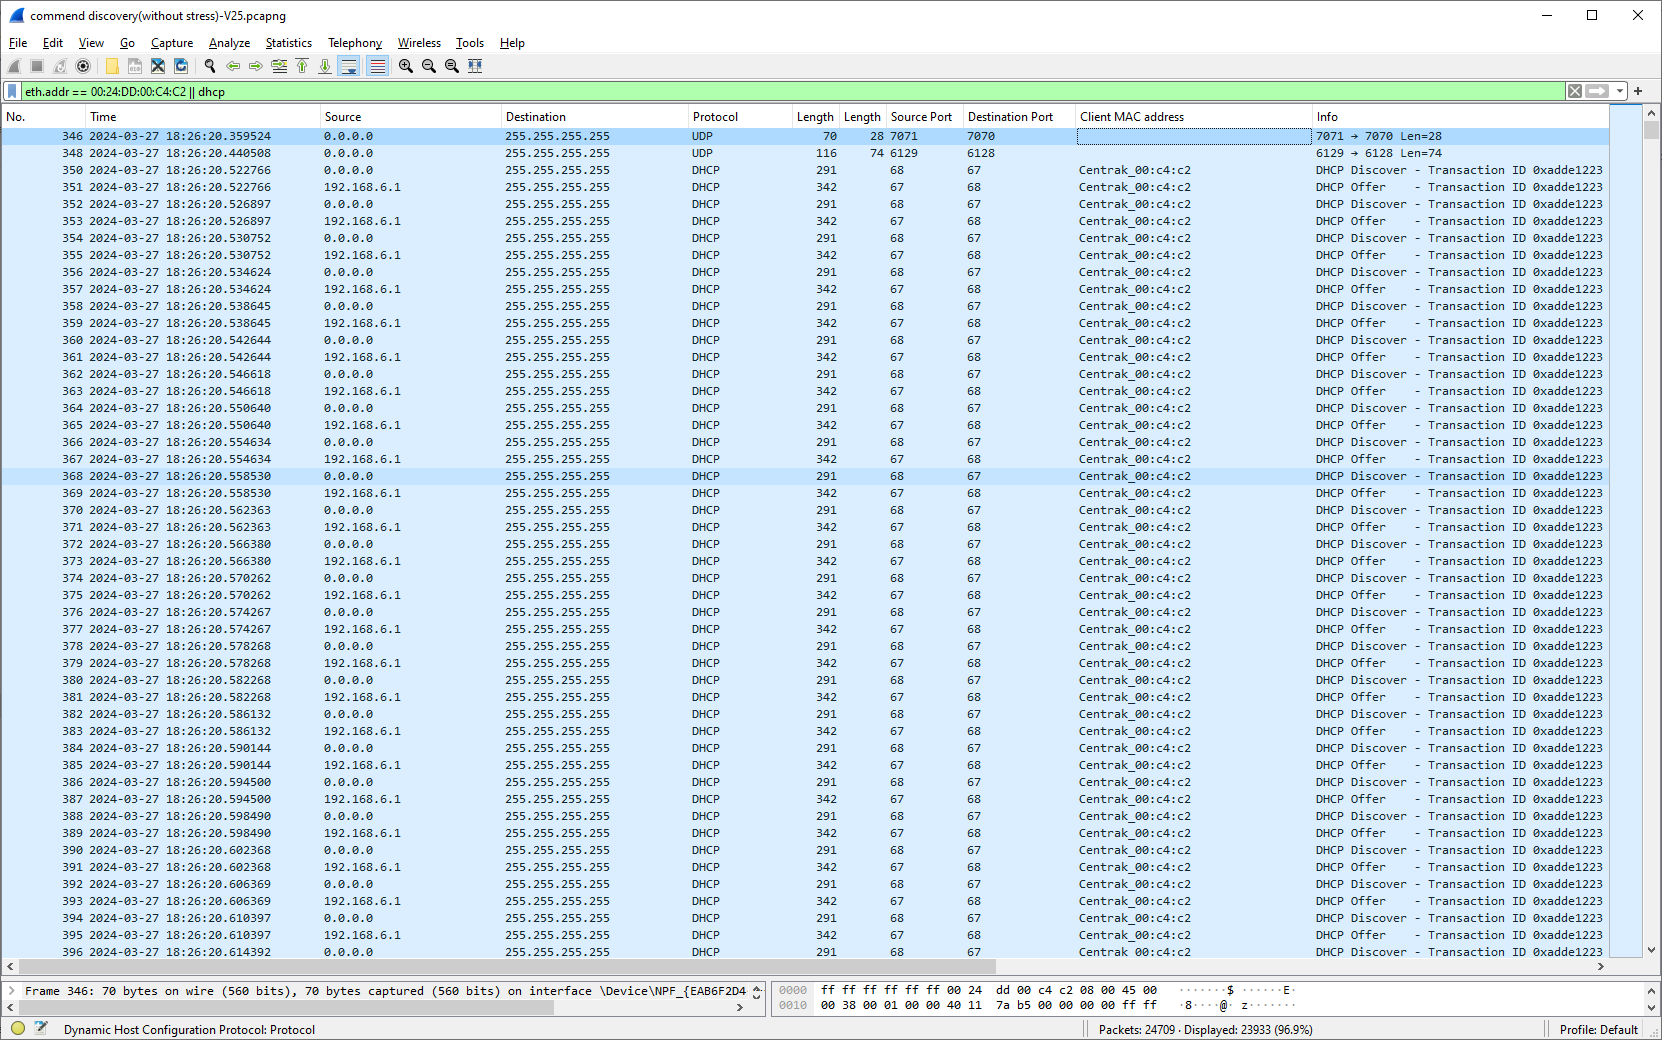 commend discovery(without stress)-V25.pcapng
File Edit View Go Capture Analyze Statistics Telephony Wireless Tools Help
eth.addr == 00:24:DD:00:C4:C2 || dhcp
No. Time Source Destination Protocol Length Length Source Port Destination Port Client MAC address Info
346 2024-03-27 18:26:20.359524 0.0.0.0 255.255.255.255 UDP 70 28 7071 7070 7071 → 7070 Len=28
348 2024-03-27 18:26:20.440508 0.0.0.0 255.255.255.255 UDP 116 74 6129 6128 6129 → 6128 Len=74
350 2024-03-27 18:26:20.522766 0.0.0.0 255.255.255.255 DHCP 291 68 67 Centrak_00:c4:c2 DHCP Discover - Transaction ID 0xadde1223
351 2024-03-27 18:26:20.522766 192.168.6.1 255.255.255.255 DHCP 342 67 68 Centrak_00:c4:c2 DHCP Offer - Transaction ID 0xadde1223
352 2024-03-27 18:26:20.526897 0.0.0.0 255.255.255.255 DHCP 291 68 67 Centrak_00:c4:c2 DHCP Discover - Transaction ID 0xadde1223
353 2024-03-27 18:26:20.526897 192.168.6.1 255.255.255.255 DHCP 342 67 68 Centrak_00:c4:c2 DHCP Offer - Transaction ID 0xadde1223
354 2024-03-27 18:26:20.530752 0.0.0.0 255.255.255.255 DHCP 291 68 67 Centrak_00:c4:c2 DHCP Discover - Transaction ID 0xadde1223
355 2024-03-27 18:26:20.530752 192.168.6.1 255.255.255.255 DHCP 342 67 68 Centrak_00:c4:c2 DHCP Offer - Transaction ID 0xadde1223
356 2024-03-27 18:26:20.534624 0.0.0.0 255.255.255.255 DHCP 291 68 67 Centrak_00:c4:c2 DHCP Discover - Transaction ID 0xadde1223
357 2024-03-27 18:26:20.534624 192.168.6.1 255.255.255.255 DHCP 342 67 68 Centrak_00:c4:c2 DHCP Offer - Transaction ID 0xadde1223
358 2024-03-27 18:26:20.538645 0.0.0.0 255.255.255.255 DHCP 291 68 67 Centrak_00:c4:c2 DHCP Discover - Transaction ID 0xadde1223
359 2024-03-27 18:26:20.538645 192.168.6.1 255.255.255.255 DHCP 342 67 68 Centrak_00:c4:c2 DHCP Offer - Transaction ID 0xadde1223
360 2024-03-27 18:26:20.542644 0.0.0.0 255.255.255.255 DHCP 291 68 67 Centrak_00:c4:c2 DHCP Discover - Transaction ID 0xadde1223
361 2024-03-27 18:26:20.542644 192.168.6.1 255.255.255.255 DHCP 342 67 68 Centrak_00:c4:c2 DHCP Offer - Transaction ID 0xadde1223
362 2024-03-27 18:26:20.546618 0.0.0.0 255.255.255.255 DHCP 291 68 67 Centrak_00:c4:c2 DHCP Discover - Transaction ID 0xadde1223
363 2024-03-27 18:26:20.546618 192.168.6.1 255.255.255.255 DHCP 342 67 68 Centrak_00:c4:c2 DHCP Offer - Transaction ID 0xadde1223
364 2024-03-27 18:26:20.550640 0.0.0.0 255.255.255.255 DHCP 291 68 67 Centrak_00:c4:c2 DHCP Discover - Transaction ID 0xadde1223
365 2024-03-27 18:26:20.550640 192.168.6.1 255.255.255.255 DHCP 342 67 68 Centrak_00:c4:c2 DHCP Offer - Transaction ID 0xadde1223
366 2024-03-27 18:26:20.554634 0.0.0.0 255.255.255.255 DHCP 291 68 67 Centrak_00:c4:c2 DHCP Discover - Transaction ID 0xadde1223
367 2024-03-27 18:26:20.554634 192.168.6.1 255.255.255.255 DHCP 342 67 68 Centrak_00:c4:c2 DHCP Offer - Transaction ID 0xadde1223
368 2024-03-27 18:26:20.558530 0.0.0.0 255.255.255.255 DHCP 291 68 67 Centrak_00:c4:c2 DHCP Discover - Transaction ID 0xadde1223
369 2024-03-27 18:26:20.558530 192.168.6.1 255.255.255.255 DHCP 342 67 68 Centrak_00:c4:c2 DHCP Offer - Transaction ID 0xadde1223
370 2024-03-27 18:26:20.562363 0.0.0.0 255.255.255.255 DHCP 291 68 67 Centrak_00:c4:c2 DHCP Discover - Transaction ID 0xadde1223
371 2024-03-27 18:26:20.562363 192.168.6.1 255.255.255.255 DHCP 342 67 68 Centrak_00:c4:c2 DHCP Offer - Transaction ID 0xadde1223
372 2024-03-27 18:26:20.566380 0.0.0.0 255.255.255.255 DHCP 291 68 67 Centrak_00:c4:c2 DHCP Discover - Transaction ID 0xadde1223
373 2024-03-27 18:26:20.566380 192.168.6.1 255.255.255.255 DHCP 342 67 68 Centrak_00:c4:c2 DHCP Offer - Transaction ID 0xadde1223
374 2024-03-27 18:26:20.570262 0.0.0.0 255.255.255.255 DHCP 291 68 67 Centrak_00:c4:c2 DHCP Discover - Transaction ID 0xadde1223
375 2024-03-27 18:26:20.570262 192.168.6.1 255.255.255.255 DHCP 342 67 68 Centrak_00:c4:c2 DHCP Offer - Transaction ID 0xadde1223
376 2024-03-27 18:26:20.574267 0.0.0.0 255.255.255.255 DHCP 291 68 67 Centrak_00:c4:c2 DHCP Discover - Transaction ID 0xadde1223
377 2024-03-27 18:26:20.574267 192.168.6.1 255.255.255.255 DHCP 342 67 68 Centrak_00:c4:c2 DHCP Offer - Transaction ID 0xadde1223
378 2024-03-27 18:26:20.578268 0.0.0.0 255.255.255.255 DHCP 291 68 67 Centrak_00:c4:c2 DHCP Discover - Transaction ID 0xadde1223
379 2024-03-27 18:26:20.578268 192.168.6.1 255.255.255.255 DHCP 342 67 68 Centrak_00:c4:c2 DHCP Offer - Transaction ID 0xadde1223
380 2024-03-27 18:26:20.582268 0.0.0.0 255.255.255.255 DHCP 291 68 67 Centrak_00:c4:c2 DHCP Discover - Transaction ID 0xadde1223
381 2024-03-27 18:26:20.582268 192.168.6.1 255.255.255.255 DHCP 342 67 68 Centrak_00:c4:c2 DHCP Offer - Transaction ID 0xadde1223
382 2024-03-27 18:26:20.586132 0.0.0.0 255.255.255.255 DHCP 291 68 67 Centrak_00:c4:c2 DHCP Discover - Transaction ID 0xadde1223
383 2024-03-27 18:26:20.586132 192.168.6.1 255.255.255.255 DHCP 342 67 68 Centrak_00:c4:c2 DHCP Offer - Transaction ID 0xadde1223
384 2024-03-27 18:26:20.590144 0.0.0.0 255.255.255.255 DHCP 291 68 67 Centrak_00:c4:c2 DHCP Discover - Transaction ID 0xadde1223
385 2024-03-27 18:26:20.590144 192.168.6.1 255.255.255.255 DHCP 342 67 68 Centrak_00:c4:c2 DHCP Offer - Transaction ID 0xadde1223
386 2024-03-27 18:26:20.594500 0.0.0.0 255.255.255.255 DHCP 291 68 67 Centrak_00:c4:c2 DHCP Discover - Transaction ID 0xadde1223
387 2024-03-27 18:26:20.594500 192.168.6.1 255.255.255.255 DHCP 342 67 68 Centrak_00:c4:c2 DHCP Offer - Transaction ID 0xadde1223
388 2024-03-27 18:26:20.598490 0.0.0.0 255.255.255.255 DHCP 291 68 67 Centrak_00:c4:c2 DHCP Discover - Transaction ID 0xadde1223
389 2024-03-27 18:26:20.598490 192.168.6.1 255.255.255.255 DHCP 342 67 68 Centrak_00:c4:c2 DHCP Offer - Transaction ID 0xadde1223
390 2024-03-27 18:26:20.602368 0.0.0.0 255.255.255.255 DHCP 291 68 67 Centrak_00:c4:c2 DHCP Discover - Transaction ID 0xadde1223
391 2024-03-27 18:26:20.602368 192.168.6.1 255.255.255.255 DHCP 342 67 68 Centrak_00:c4:c2 DHCP Offer - Transaction ID 0xadde1223
392 2024-03-27 18:26:20.606369 0.0.0.0 255.255.255.255 DHCP 291 68 67 Centrak_00:c4:c2 DHCP Discover - Transaction ID 0xadde1223
393 2024-03-27 18:26:20.606369 192.168.6.1 255.255.255.255 DHCP 342 67 68 Centrak_00:c4:c2 DHCP Offer - Transaction ID 0xadde1223
394 2024-03-27 18:26:20.610397 0.0.0.0 255.255.255.255 DHCP 291 68 67 Centrak_00:c4:c2 DHCP Discover - Transaction ID 0xadde1223
395 2024-03-27 18:26:20.610397 192.168.6.1 255.255.255.255 DHCP 342 67 68 Centrak_00:c4:c2 DHCP Offer - Transaction ID 0xadde1223
396 2024-03-27 18:26:20.614392 0.0.0.0 255.255.255.255 DHCP 291 68 67 Centrak_00:c4:c2 DHCP Discover - Transaction ID 0xadde1223
Frame 346: 70 bytes on wire (560 bits), 70 bytes captured (560 bits) on interface \Device\NPF_{EAB6F2D4
0000 ff ff ff ff ff ff 00 24 dd 00 c4 c2 08 00 45 00 ·······$ ······E·
0010 00 38 00 01 00 00 40 11 7a b5 00 00 00 00 ff ff ·8····@· z·······
Dynamic Host Configuration Protocol: Protocol
Packets: 24709 · Displayed: 23933 (96.9%)
Profile: Default